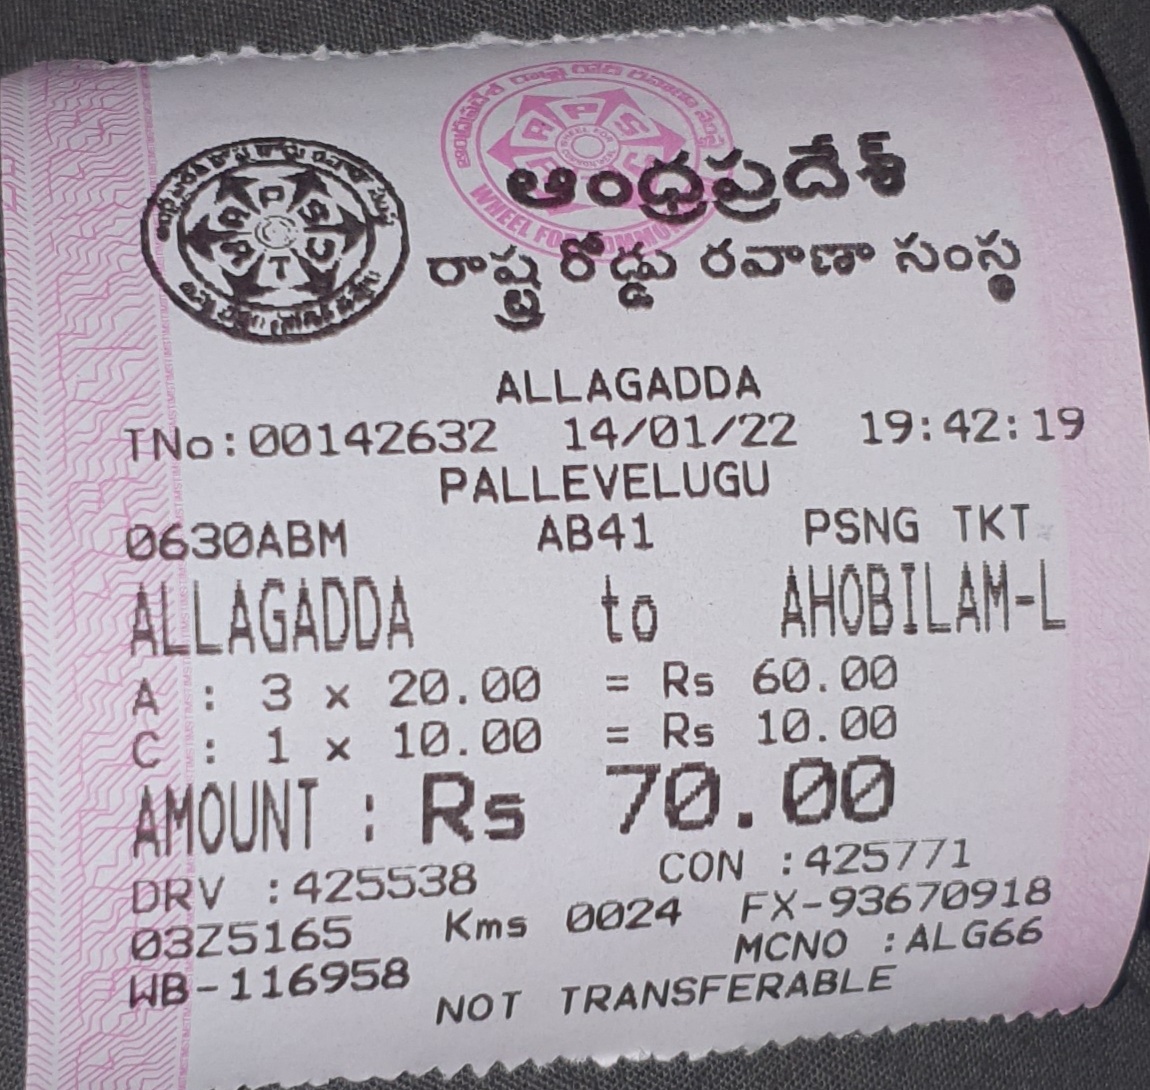 ఆంధ్రప్రదేశ్
రాష్ట్ర రోడ్డు రవాణా సంస్థ
ALLAGADDA
TNo:00142632 14/01/22 19:42:19
PALLEVELUGU
0630ABM AB41 PSNG TKT
ALLAGADDA to AHOBILAM-L
A : 3 x 20.00 = Rs 60.00
C : 1 x 10.00 = Rs 10.00
AMOUNT : Rs 70.00
DRV :425538 CON :425771
03Z5165 Kms 0024 FX-93670918
WB-116958 MCNO :ALG66
NOT TRANSFERABLE